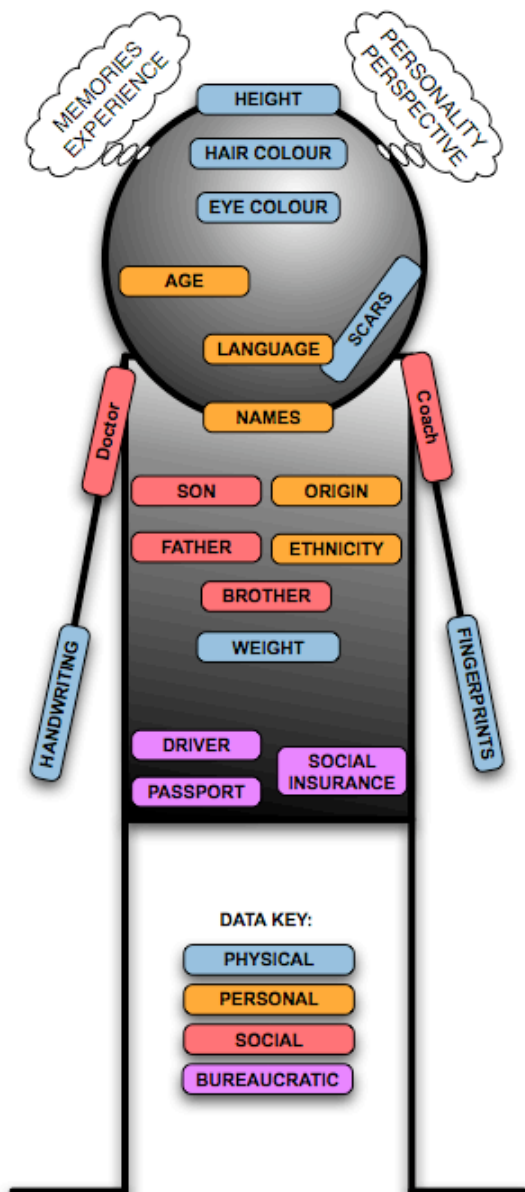 MEMORIES
EXPERIENCE
PERSONALITY
PERSPECTIVE
HEIGHT
HAIR COLOUR
EYE COLOUR
AGE
SCARS
LANGUAGE
NAMES
Doctor
Coach
SON
ORIGIN
FATHER
ETHNICITY
BROTHER
WEIGHT
HANDWRITING
FINGERPRINTS
DRIVER
SOCIAL
INSURANCE
PASSPORT
DATA KEY:
PHYSICAL
PERSONAL
SOCIAL
BUREAUCRATIC